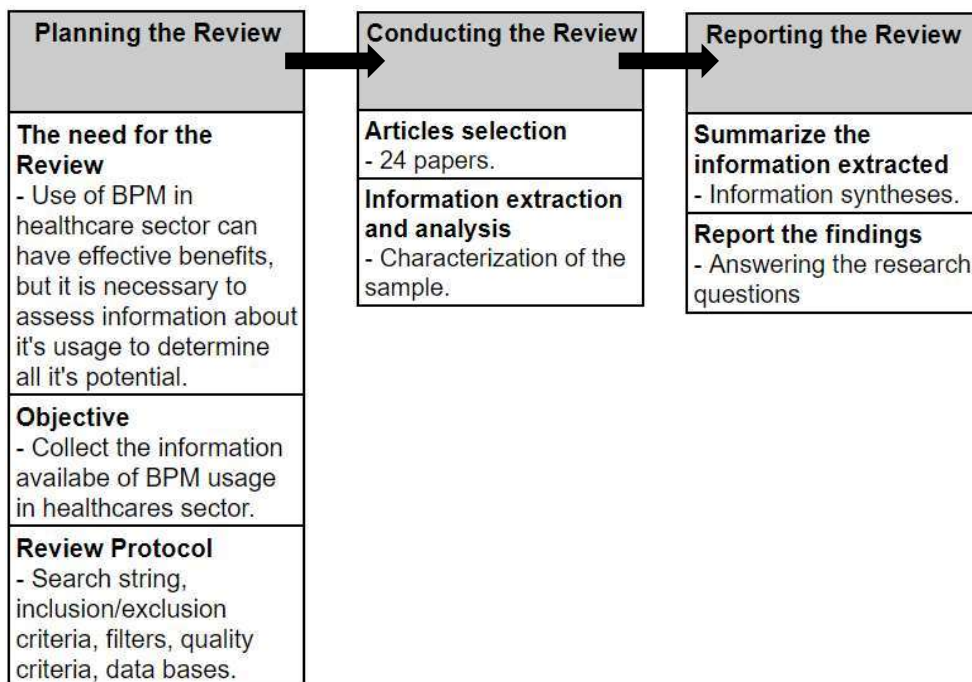 Planning the Review
The need for the
Review
- Use of BPM in
healthcare sector can
have effective benefits,
but it is necessary to
assess information about
it's usage to determine
all it's potential.
Objective
- Collect the information
availabe of BPM usage
in healthcares sector.
Review Protocol
- Search string,
inclusion/exclusion
criteria, filters, quality
criteria, data bases.
Conducting the Review
Articles selection
- 24 papers.
Information extraction
and analysis
- Characterization of the
sample.
Reporting the Review
Summarize the
information extracted
- Information syntheses.
Report the findings
- Answering the research
questions